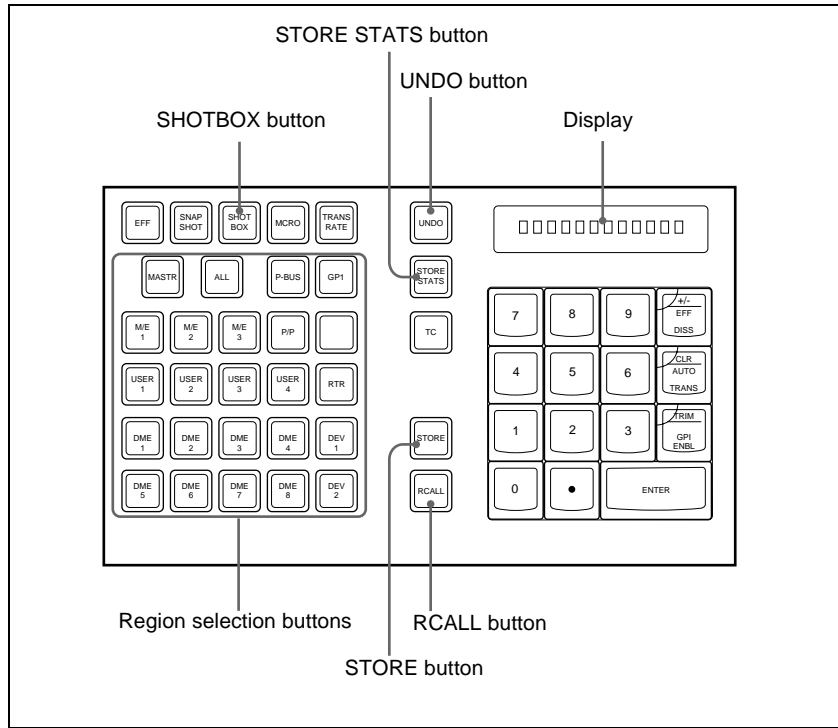 STORE STATS button
UNDO button
SHOTBOX button
Display
EFF
SNAP
SHOT
SHOT
BOX
MCRO
TRANS
RATE
UNDO
MASTR
ALL
P-BUS
GP1
STORE
STATS
M/E
1
M/E
2
M/E
3
P/P
TC
USER
1
USER
2
USER
3
USER
4
RTR
DME
1
DME
2
DME
3
DME
4
DEV
1
STORE
DME
5
DME
6
DME
7
DME
8
DEV
2
RCALL
7
8
9
+/-
EFF
DISS
4
5
6
CLR
AUTO
TRANS
1
2
3
TRIM
GPI
ENBL
0
•
ENTER
Region selection buttons
RCALL button
STORE button